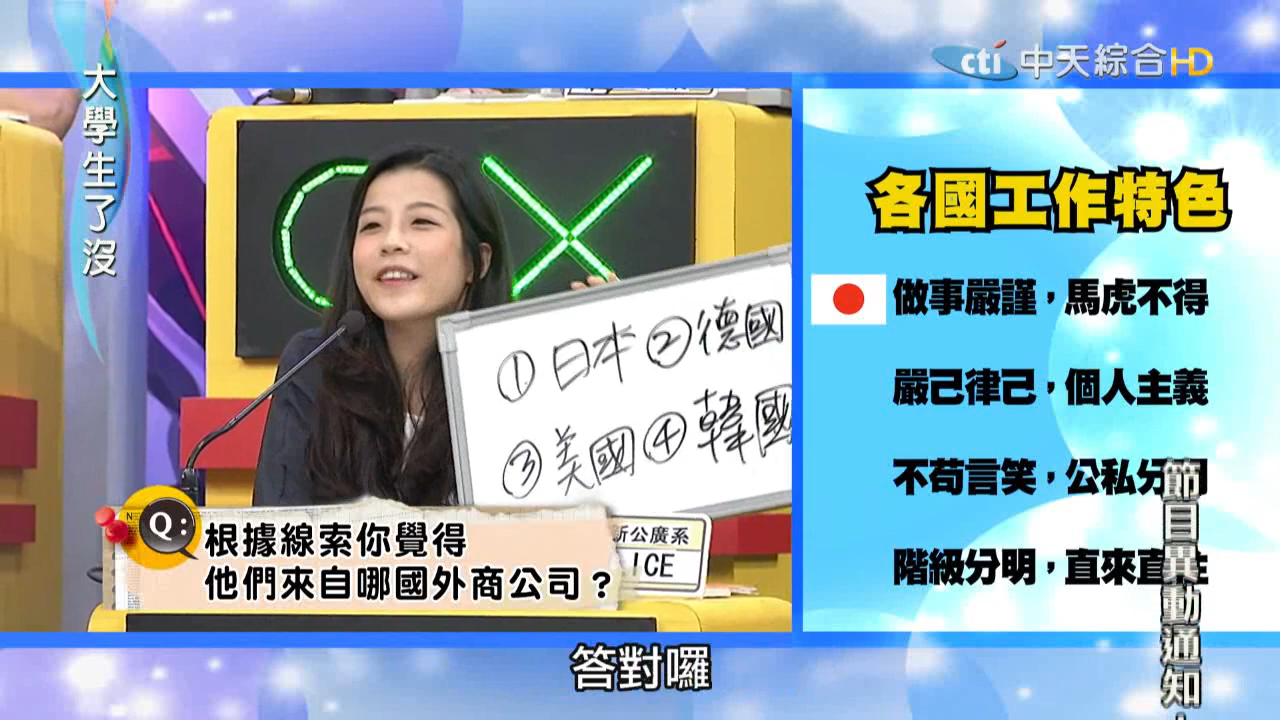 cti 中天綜合HD
大學生了沒
各國工作特色
做事嚴謹，馬虎不得
嚴己律己，個人主義
不苟言笑，公私分明
階級分明，直來直往
①日本②德國
③美國④韓國
新公廣系
ICE
Q:
根據線索你覺得
他們來自哪國外商公司？
節目異動通知
答對囉